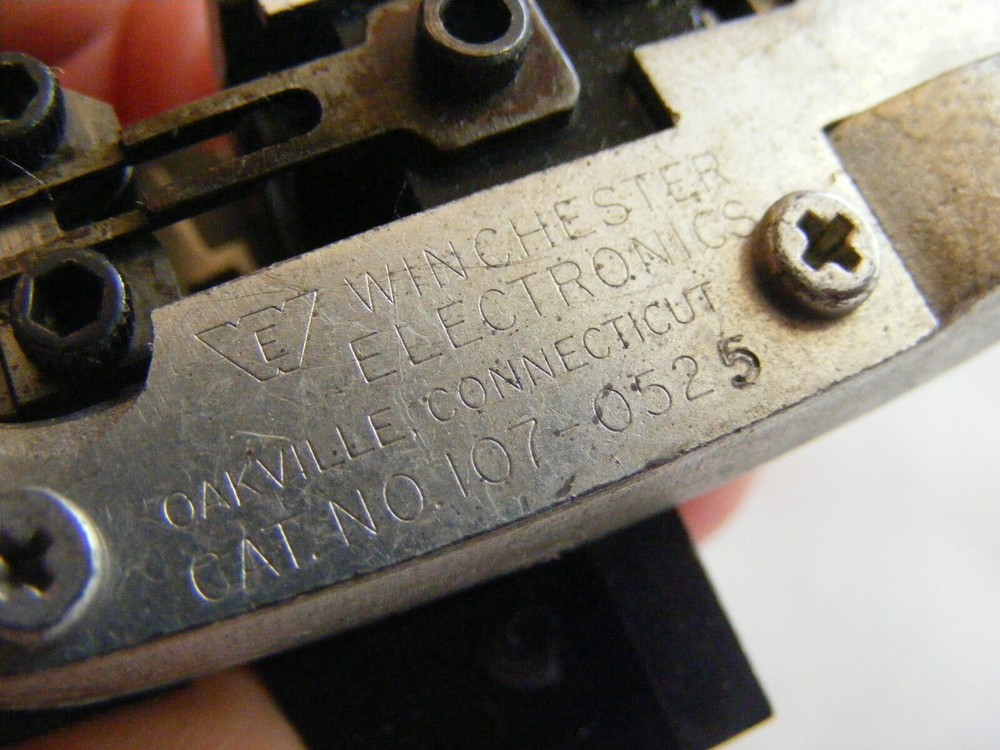 WE WINCHESTER
ELECTRONICS
OAKVILLE, CONNECTICUT
CAT. NO. 107-0525